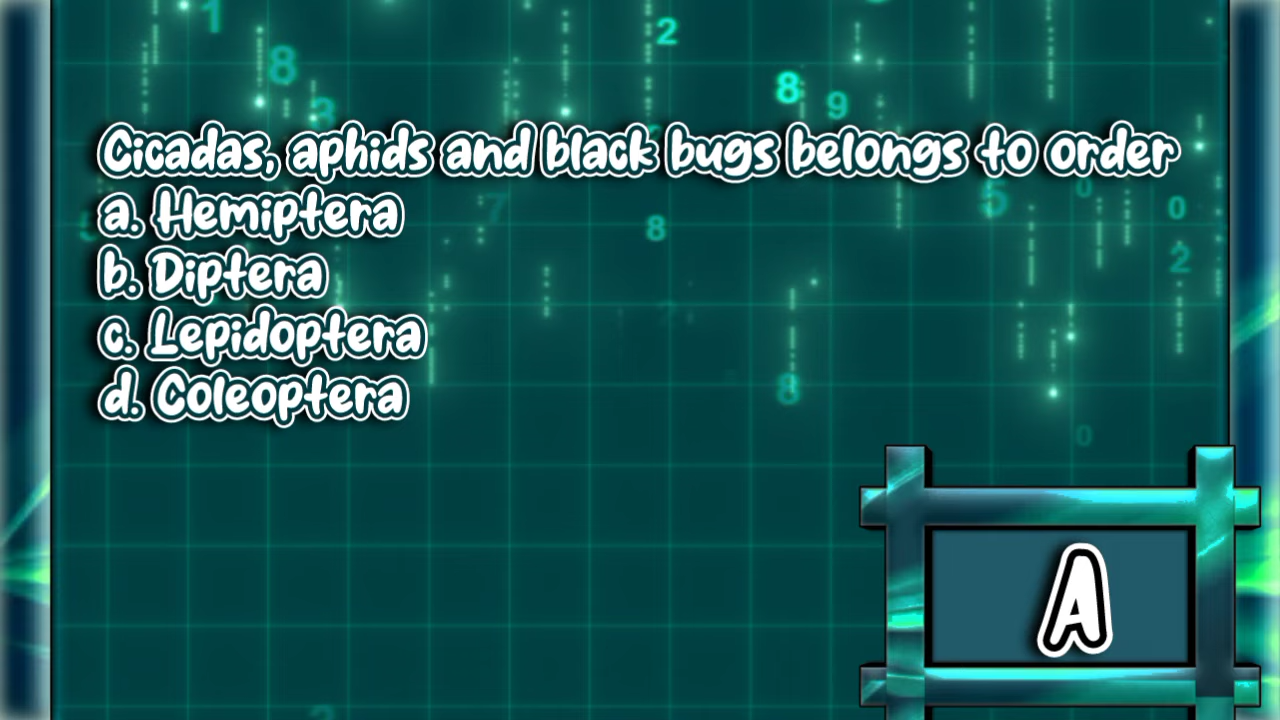 Cicadas, aphids and black bugs belongs to order
a. Hemiptera
b. Diptera
c. Lepidoptera
d. Coleoptera
A